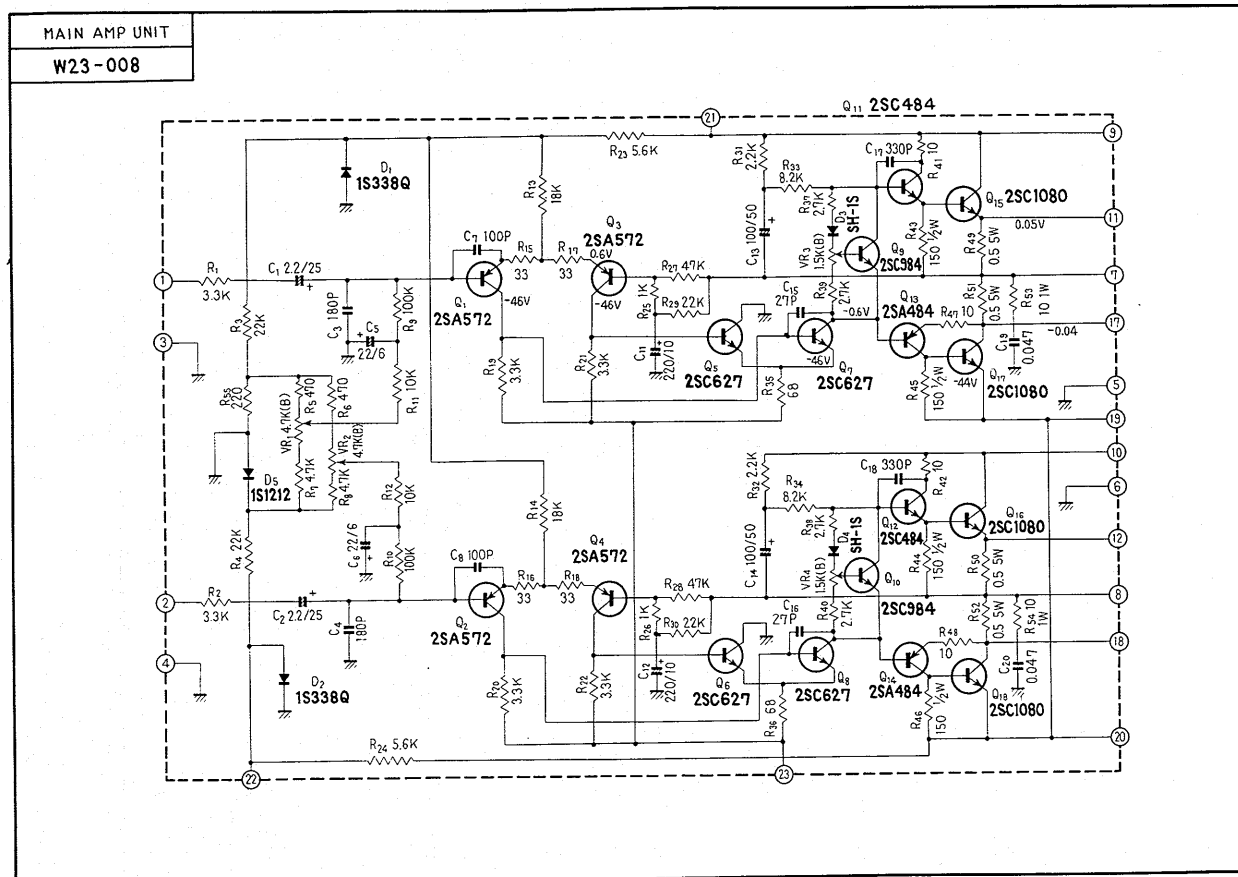 MAIN AMP UNIT
W23-008
Q11 2SC484
21
9
R23 5.6K
D1
1S338Q
R13
18K
R31
2.2K
R33
8.2K
C17 330P
10
R41
Q15 2SC1080
0.05V
11
C7 100P
R15
33
R17
33
Q3
2SA572
0.6V
-46V
Q1
2SA572
-46V
R27 47K
R25 1K
R29 22K
C13 100/50
R37
2.7K
D3
SH-1S
VR3
1.5K(B)
Q9
2SC984
R43
150 1/2W
R49
0.5 5W
7
1
R1
3.3K
C1 2.2/25
180P
C3
C5
22/6
R9
100K
R3
22K
3
C15
27P
R39
2.7K
-0.6V
Q13
2SA484
R47 10
R51
0.5 5W
R53
10 1W
17
-0.04
C19
0.047
R19
3.3K
R21
3.3K
C11
220/10
Q5
2SC627
-46V
Q7
2SC627
R35
68
R45
150 1/2W
-44V
Q17
2SC1080
5
19
R55
220
R5 470
R6 470
R11
10K
VR1 4.7K(B)
VR2
4.7K(B)
R7 4.7K
R8 4.7K
D5
1S1212
R12
10K
R14
18K
R32 2.2K
R34
8.2K
C18 330P
10
R42
10
6
Q16
2SC1080
12
R4 22K
C6 22/6
R10
100K
C8 100P
R16
33
R18
33
Q4
2SA572
C14 100/50
R38
2.7K
D4
SH-1S
VR4
1.5K(B)
Q12
2SC484
Q10
2SC984
R44
150 1/2W
R50
0.5 5W
8
2
R2
3.3K
C2 2.2/25
C4
180P
Q2
2SA572
R28 47K
R26 1K
R30 22K
C16
27P
R40
2.7K
R52
0.5 5W
R54 10
1W
R48
10
18
4
D2
1S338Q
R20
3.3K
R22
3.3K
C12
220/10
Q6
2SC627
Q8
2SC627
68
R36
Q14
2SA484
R46
150
1/2W
Q18
2SC1080
C20
0.047
20
R24 5.6K
22
23